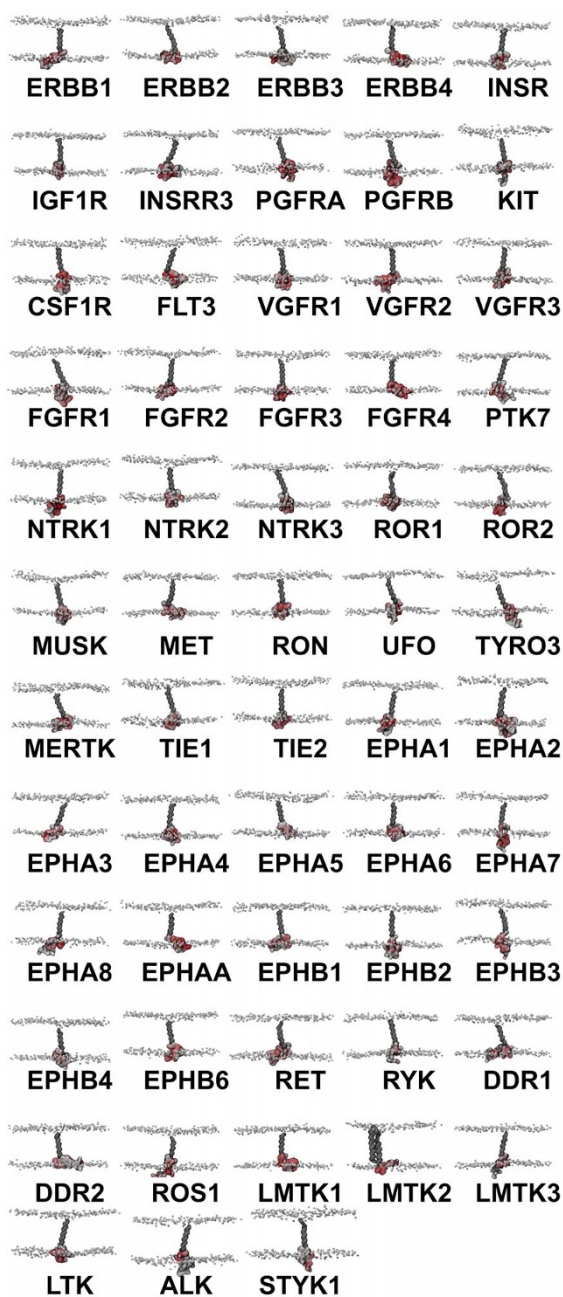 ERBB1 ERBB2 ERBB3 ERBB4 INSR
IGF1R INSRR3 PGFRA PGFRB KIT
CSF1R FLT3 VGFR1 VGFR2 VGFR3
FGFR1 FGFR2 FGFR3 FGFR4 PTK7
NTRK1 NTRK2 NTRK3 ROR1 ROR2
MUSK MET RON UFO TYRO3
MERTK TIE1 TIE2 EPHA1 EPHA2
EPHA3 EPHA4 EPHA5 EPHA6 EPHA7
EPHA8 EPHAA EPHB1 EPHB2 EPHB3
EPHB4 EPHB6 RET RYK DDR1
DDR2 ROS1 LMTK1 LMTK2 LMTK3
LTK ALK STYK1